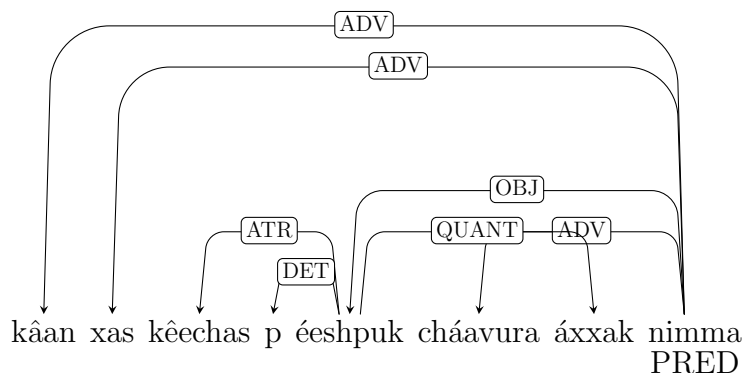 ADV
ADV
OBJ
ATR QUANT ADV
DET
kâan xas kêechas p éeshpuk cháavura áxxak nimma
PRED